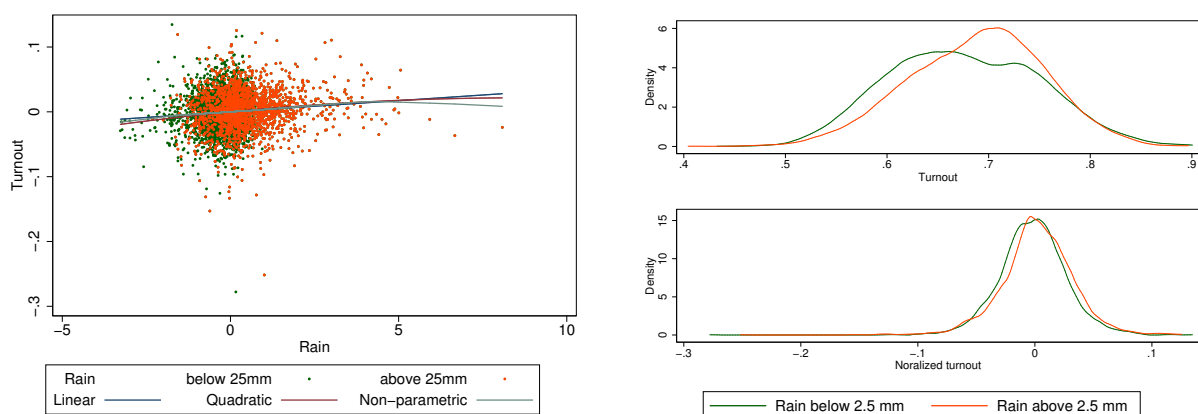 .1
0
-.1
-.2
-.3
Turnout
-5
0
5
10
Rain
Rain below 25mm above 25mm
Linear Quadratic Non-parametric
6
4
2
0
Density
.4 .5 .6 .7 .8 .9
Turnout
15
10
5
0
Density
-.3 -.2 -.1 0 .1
Noralized turnout
Rain below 2.5 mm Rain above 2.5 mm